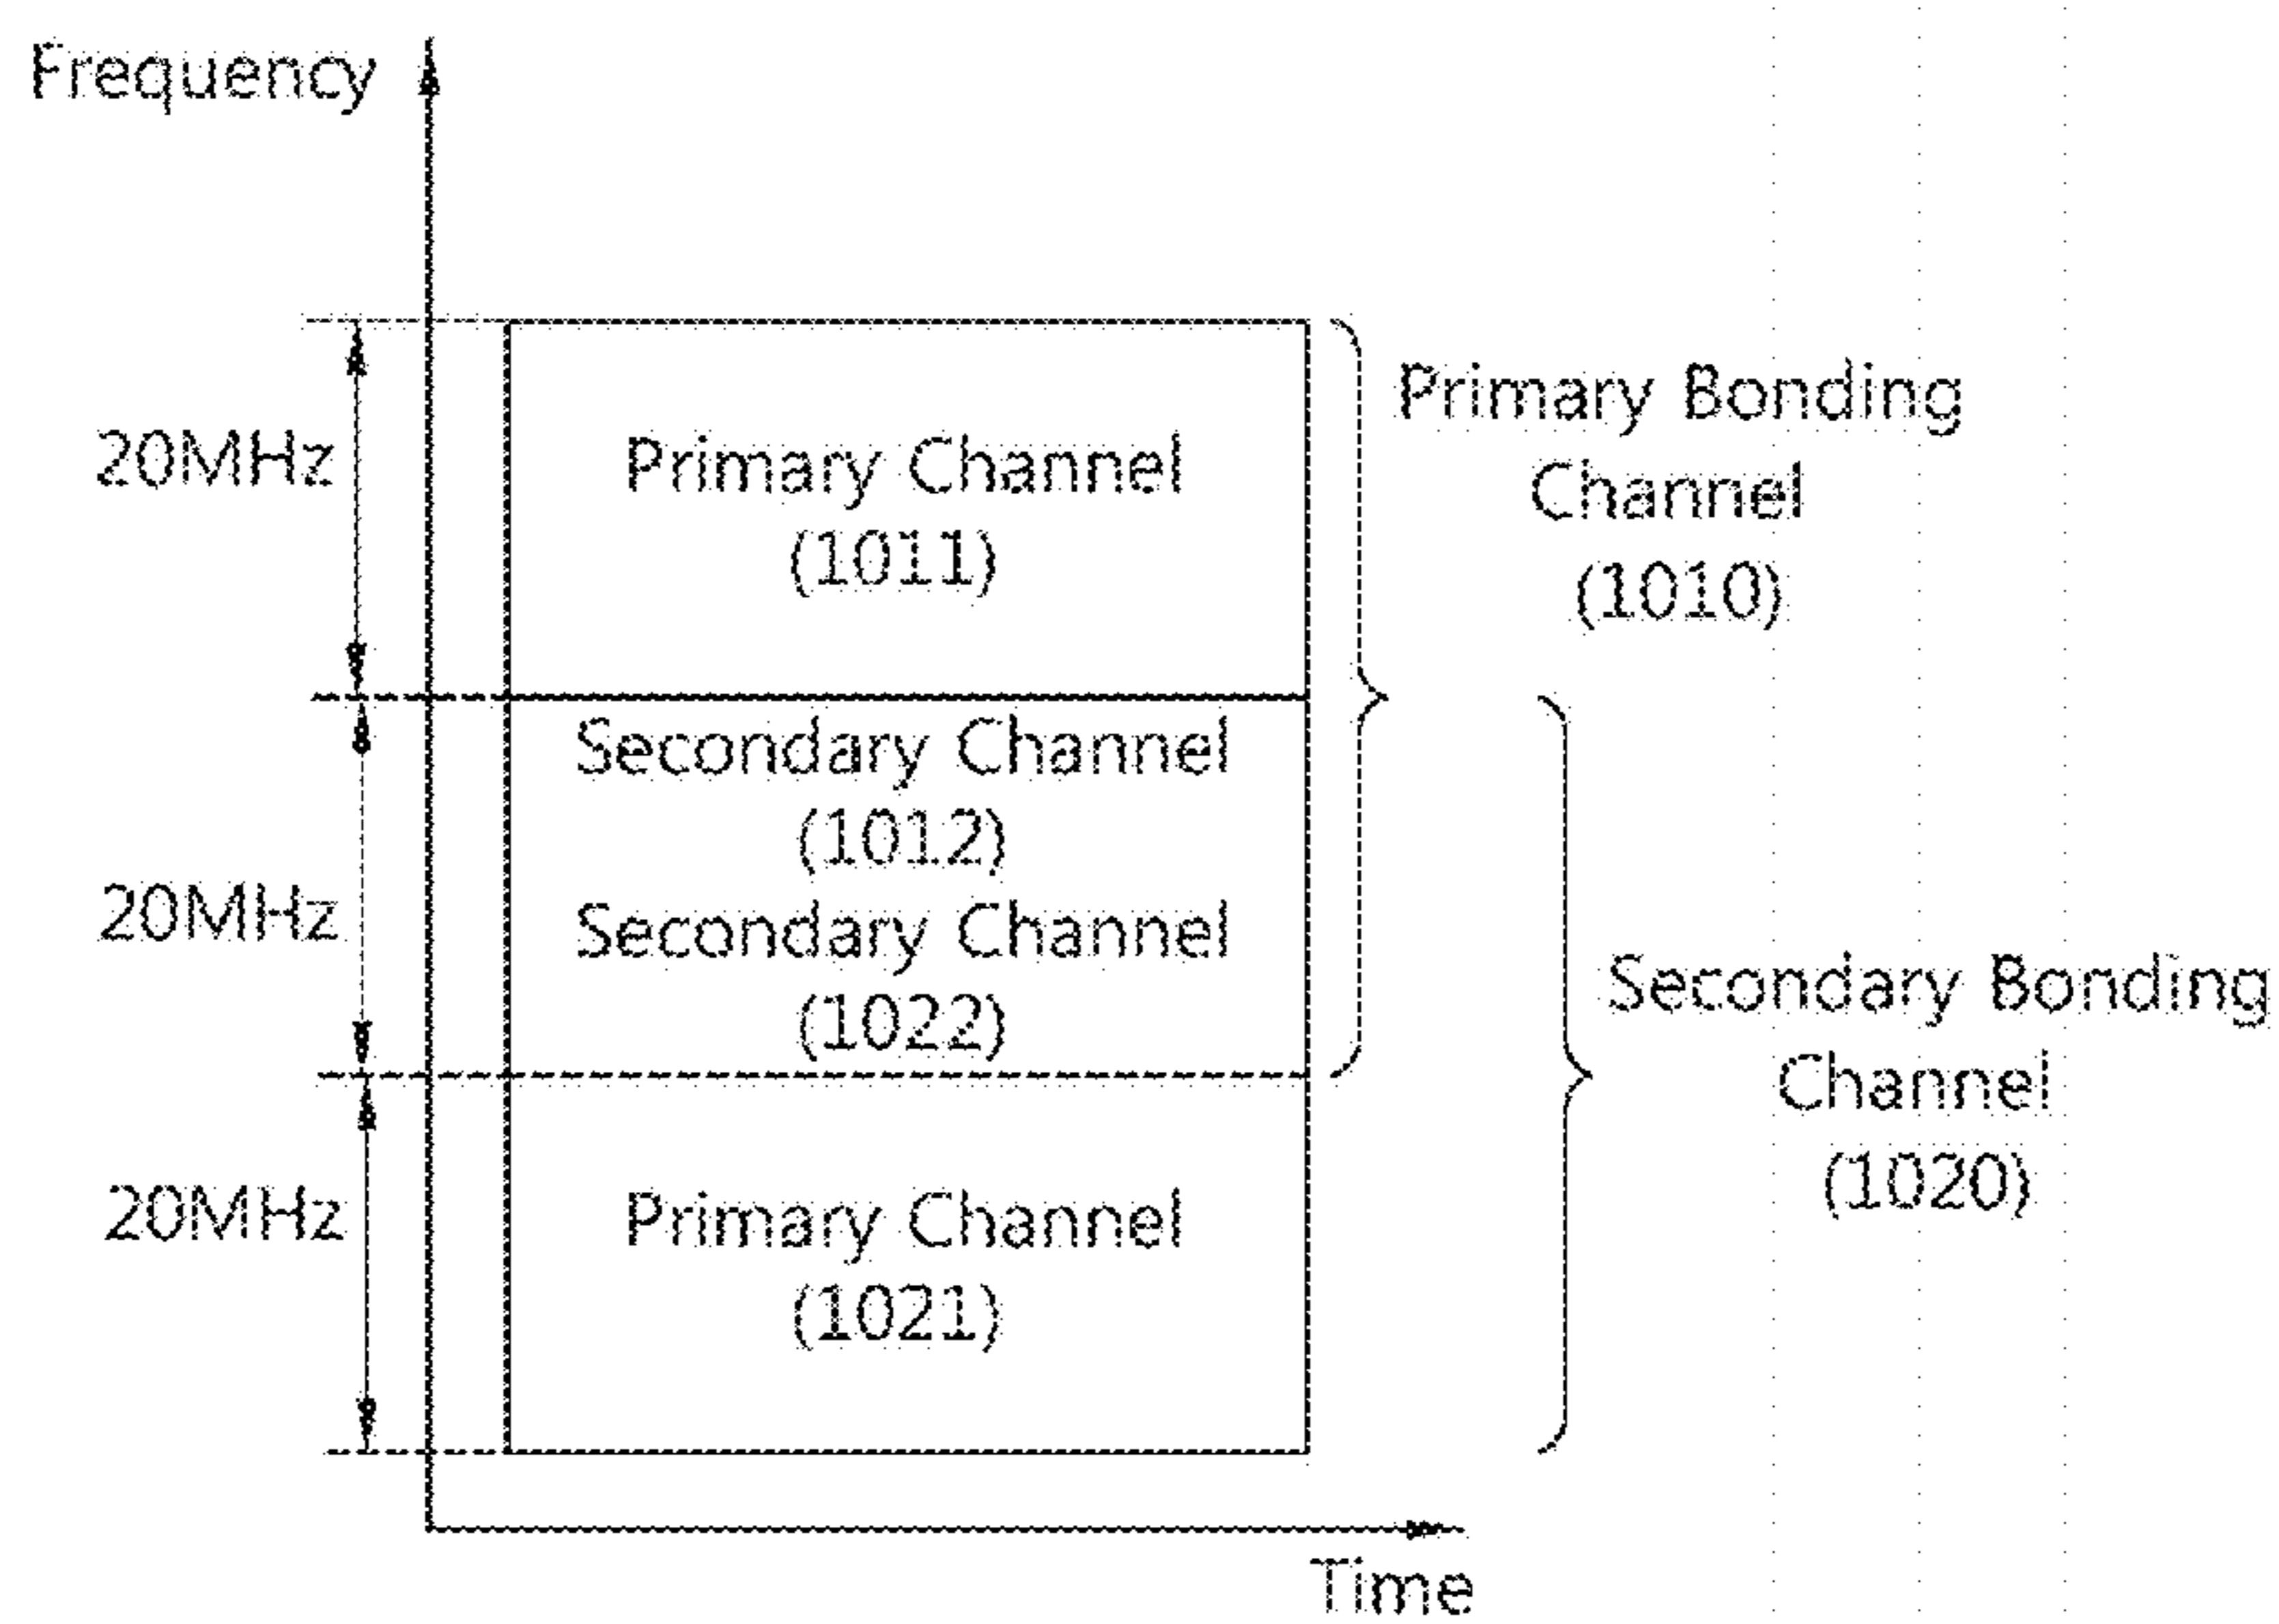 Frequency
20MHz
Primary Channel
(1011)
Primary Bonding
Channel
(1010)
20MHz
Secondary Channel
(1012)
Secondary Channel
(1022)
Secondary Bonding
Channel
(1020)
20MHz
Primary Channel
(1021)
Time